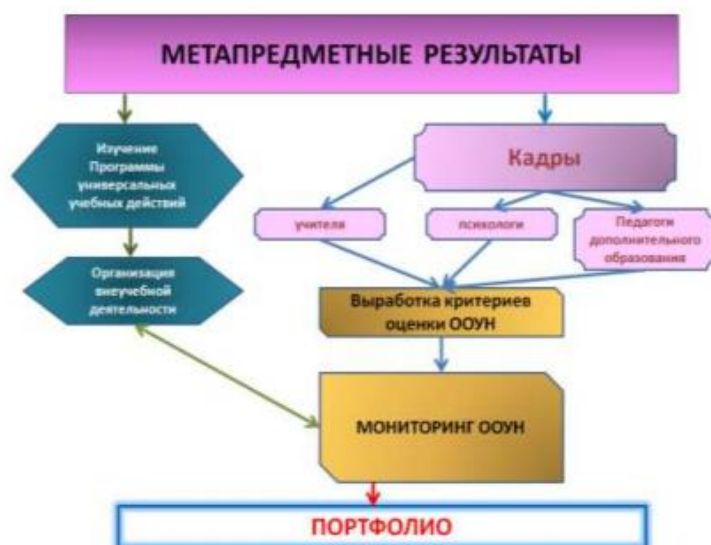 МЕТАПРЕДМЕТНЫЕ РЕЗУЛЬТАТЫ
Изучение
Программы
универсальных
учебных действий
Кадры
учителя
психологи
Педагоги
дополнительного
образования
Организация
внеучебной
деятельности
Выработка критериев
оценки ООУН
МОНИТОРИНГ ООУН
ПОРТФОЛИО